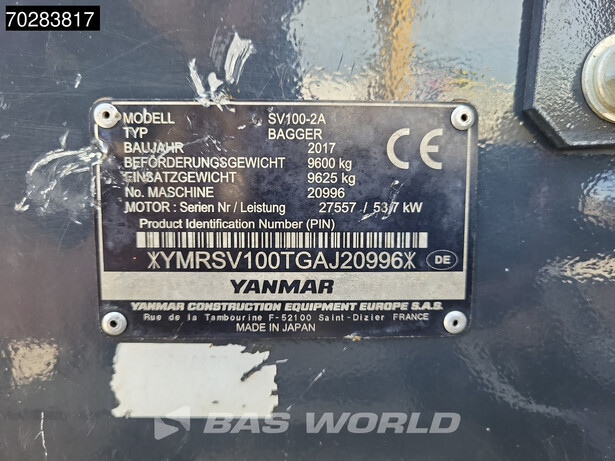 70283817
MODELL SV100-2A
TYP BAGGER
BAUJAHR 2017
BEFÖRDERUNGSGEWICHT 9600 kg
EINSATZGEWICHT 9625 kg
No. MASCHINE 20996
MOTOR : Serien Nr / Leistung 27557 / 53,7 kW
Product Identification Number (PIN)
*YMRSV100TGAJ20996*
CE
DE
YANMAR
YANMAR CONSTRUCTION EQUIPMENT EUROPE S.A.S.
Rue de la Tambourine F-52100 Saint-Dizier FRANCE
MADE IN JAPAN
BAS WORLD